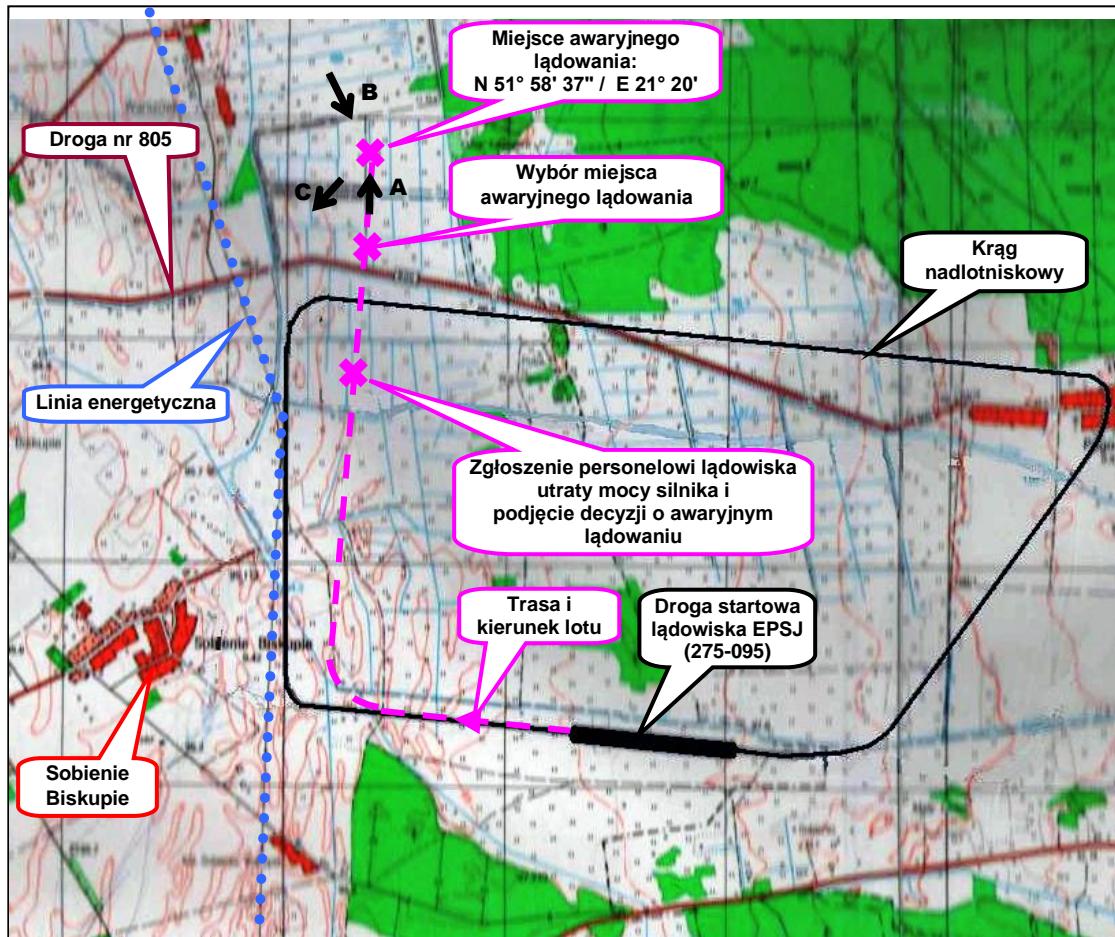 Miejsce awaryjnego
lądowania:
N 51° 58' 37" / E 21° 20'
B
Droga nr 805
Wybór miejsca
awaryjnego lądowania
C
A
Krąg
nadlotniskowy
Linia energetyczna
Zgłoszenie personelowi lądowiska
utraty mocy silnika i
podjęcie decyzji o awaryjnym
lądowaniu
Trasa i
kierunek lotu
Droga startowa
lądowiska EPSJ
(275-095)
Sobienie Biskupie
Sobienie
Biskupie